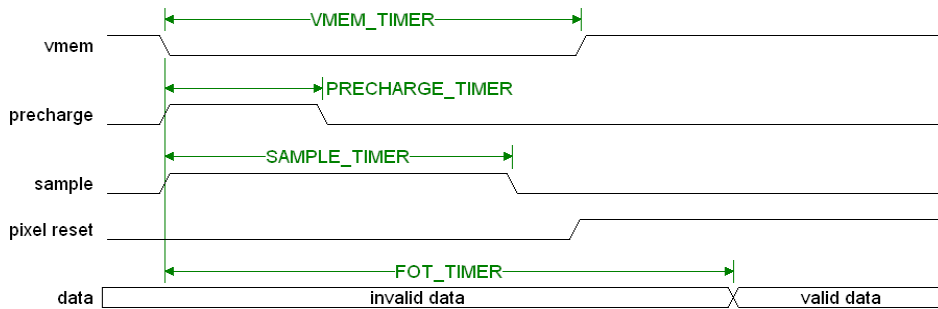 VMEM_TIMER
vmem
PRECHARGE_TIMER
precharge
SAMPLE_TIMER
sample
pixel reset
FOT_TIMER
data invalid data valid data